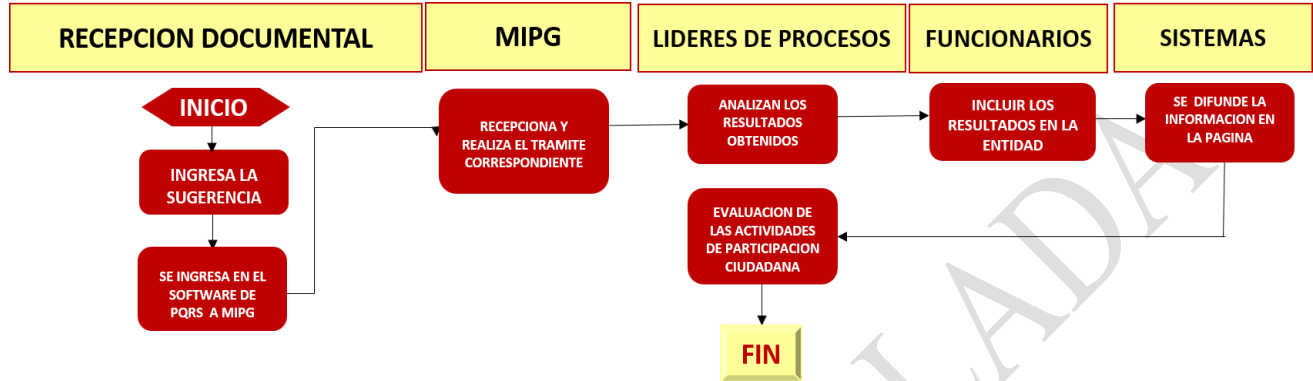 RECEPCION DOCUMENTAL
MIPG
LIDERES DE PROCESOS
FUNCIONARIOS
SISTEMAS
INICIO
INGRESA LA
SUGERENCIA
SE INGRESA EN EL
SOFTWARE DE
PQRS A MIPG
RECEPCIONA Y
REALIZA EL TRAMITE
CORRESPONDIENTE
ANALIZAN LOS
RESULTADOS
OBTENIDOS
INCLUIR LOS
RESULTADOS EN LA
ENTIDAD
SE DIFUNDE LA
INFORMACION EN
LA PAGINA
EVALUACION DE
LAS ACTIVIDADES
DE PARTICIPACION
CIUDADANA
FIN
LADA